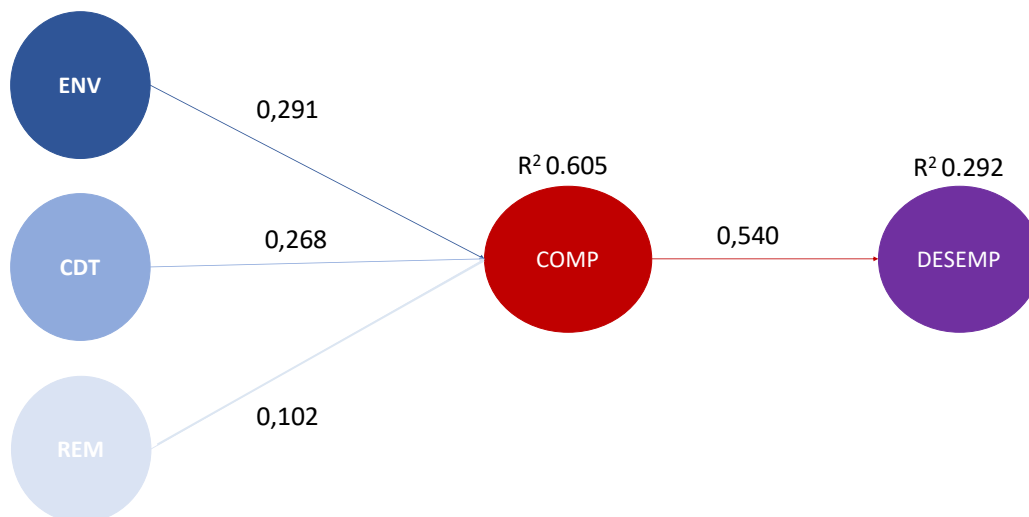 ENV
0,291
R² 0.605
R² 0.292
CDT
0,268
COMP
0,540
DESEMP
REM
0,102